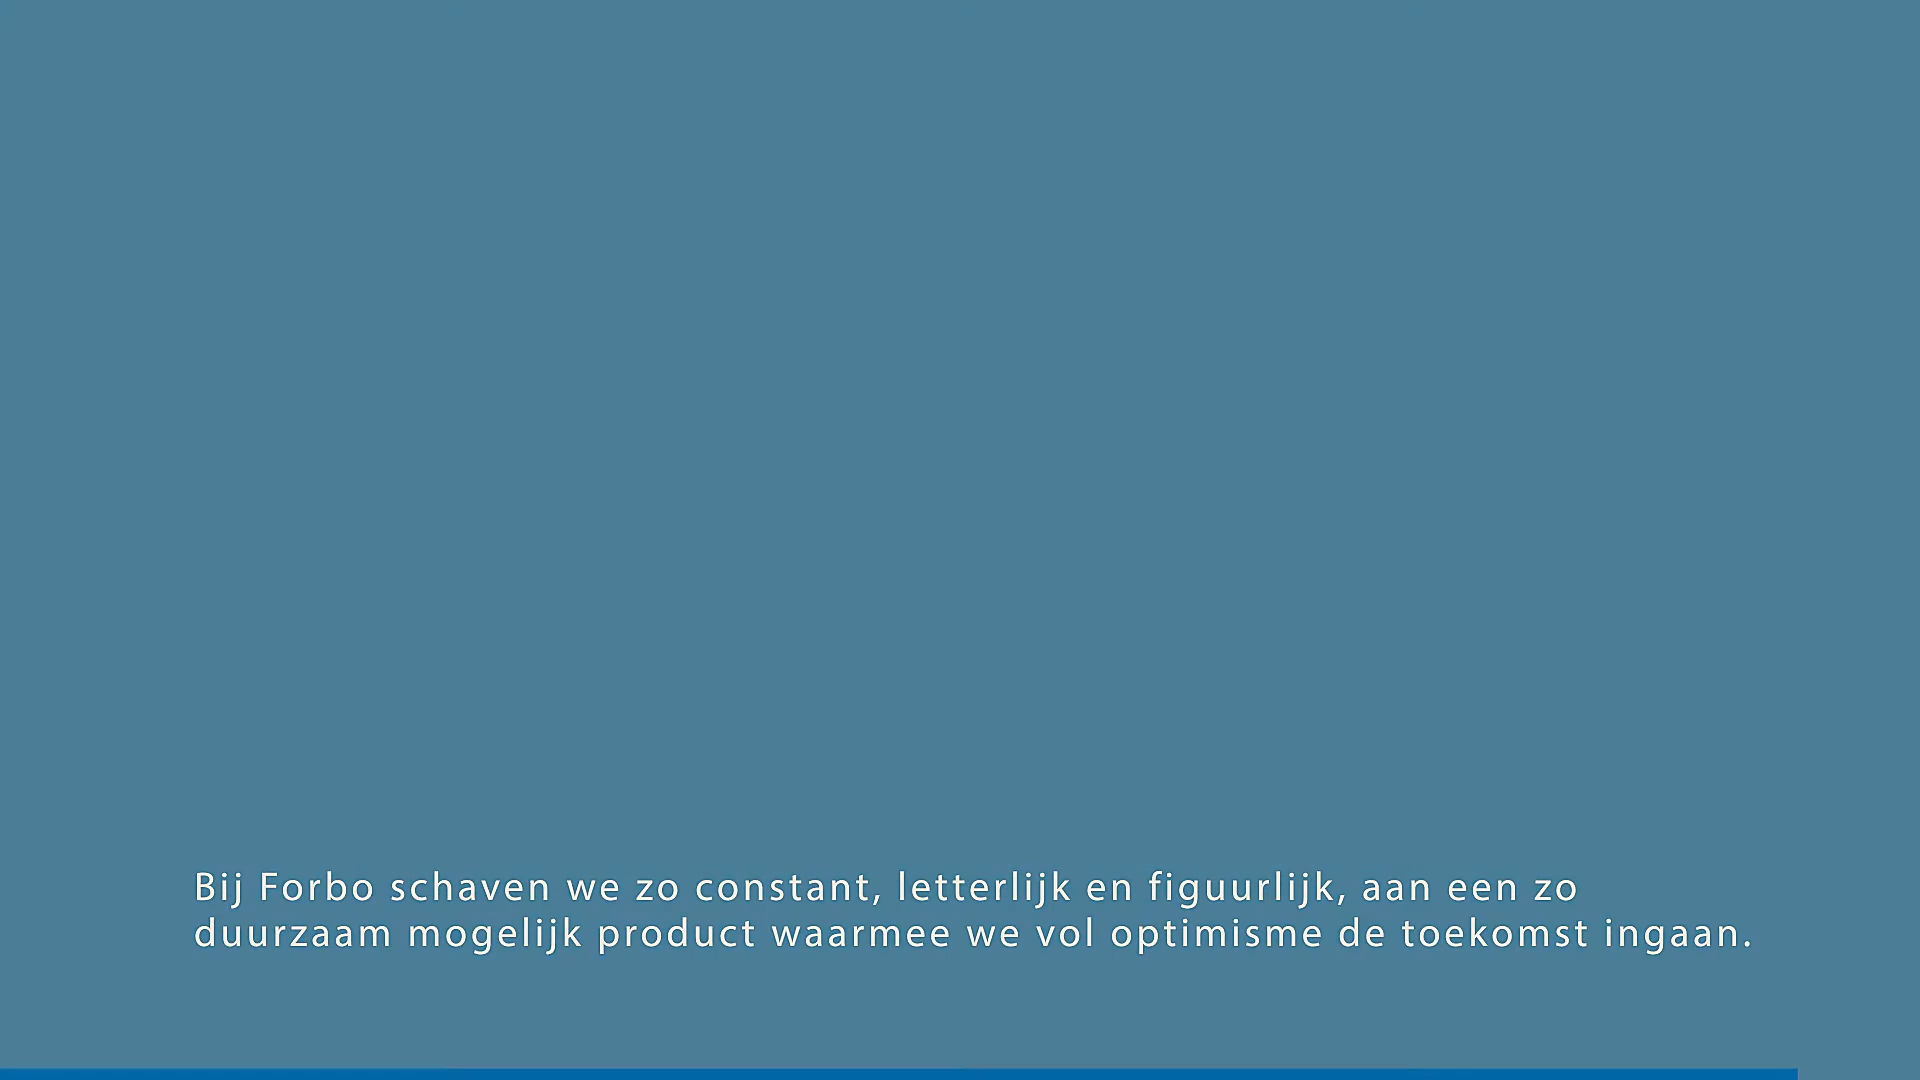 Bij Forbo schaven we zo constant, letterlijk en figuurlijk, aan een zo
duurzaam mogelijk product waarmee we vol optimisme de toekomst ingaan.